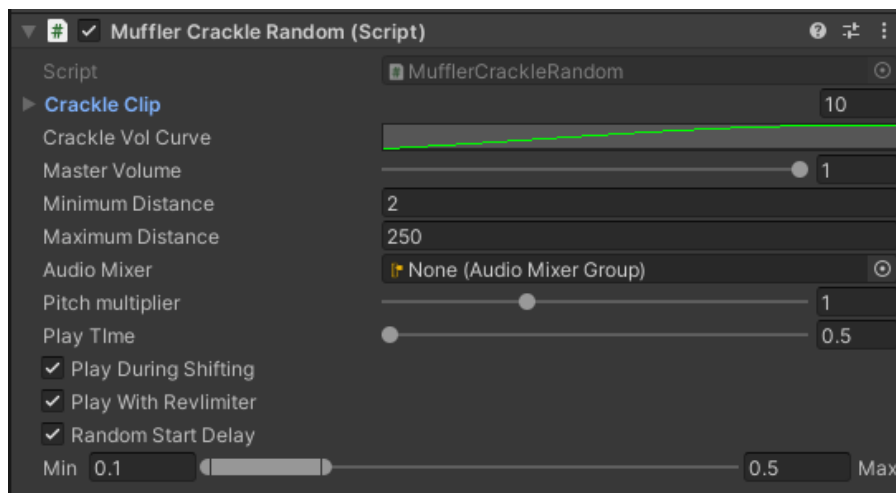 # Muffler Crackle Random (Script)
Script # MufflerCrackleRandom
Crackle Clip 10
Crackle Vol Curve
Master Volume 1
Minimum Distance 2
Maximum Distance 250
Audio Mixer None (Audio Mixer Group)
Pitch multiplier 1
Play TIme 0.5
Play During Shifting
Play With Revlimiter
Random Start Delay
Min 0.1 0.5 Max